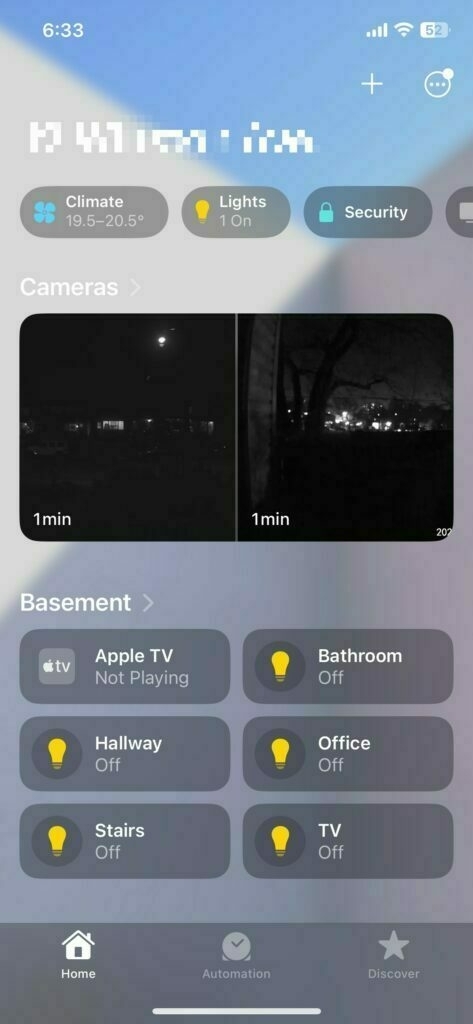 6:33
52
Climate
19.5–20.5°
Lights
1 On
Security
Cameras
1min
1min
202
Basement
tv
Apple TV
Not Playing
Bathroom
Off
Hallway
Off
Office
Off
Stairs
Off
TV
Off
Home
Automation
Discover